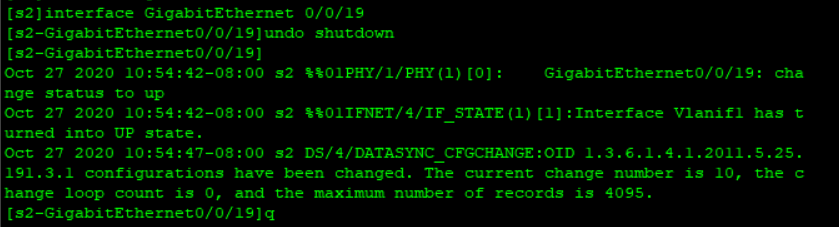 [s2]interface GigabitEthernet 0/0/19
[s2-GigabitEthernet0/0/19]undo shutdown
[s2-GigabitEthernet0/0/19]
Oct 27 2020 10:54:42-08:00 s2 %%01PHY/1/PHY(l)[0]:    GigabitEthernet0/0/19: cha
nge status to up
Oct 27 2020 10:54:42-08:00 s2 %%01IFNET/4/IF_STATE(l)[1]:Interface Vlanif1 has t
urned into UP state.
Oct 27 2020 10:54:47-08:00 s2 DS/4/DATASYNC_CFGCHANGE:OID 1.3.6.1.4.1.2011.5.25.
191.3.1 configurations have been changed. The current change number is 10, the c
hange loop count is 0, and the maximum number of records is 4095.
[s2-GigabitEthernet0/0/19]q